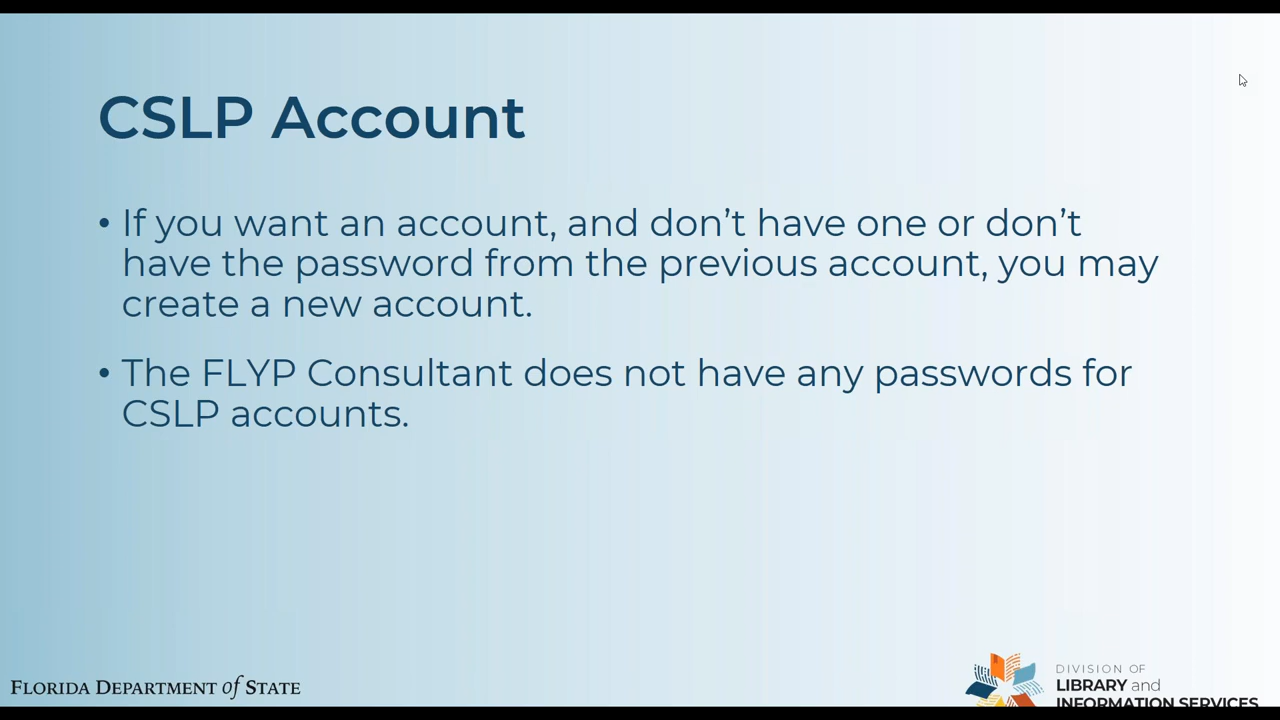 CSLP Account
• If you want an account, and don’t have one or don’t
have the password from the previous account, you may
create a new account.
• The FLYP Consultant does not have any passwords for
CSLP accounts.
FLORIDA DEPARTMENT of STATE
DIVISION OF
LIBRARY and
INFORMATION SERVICES